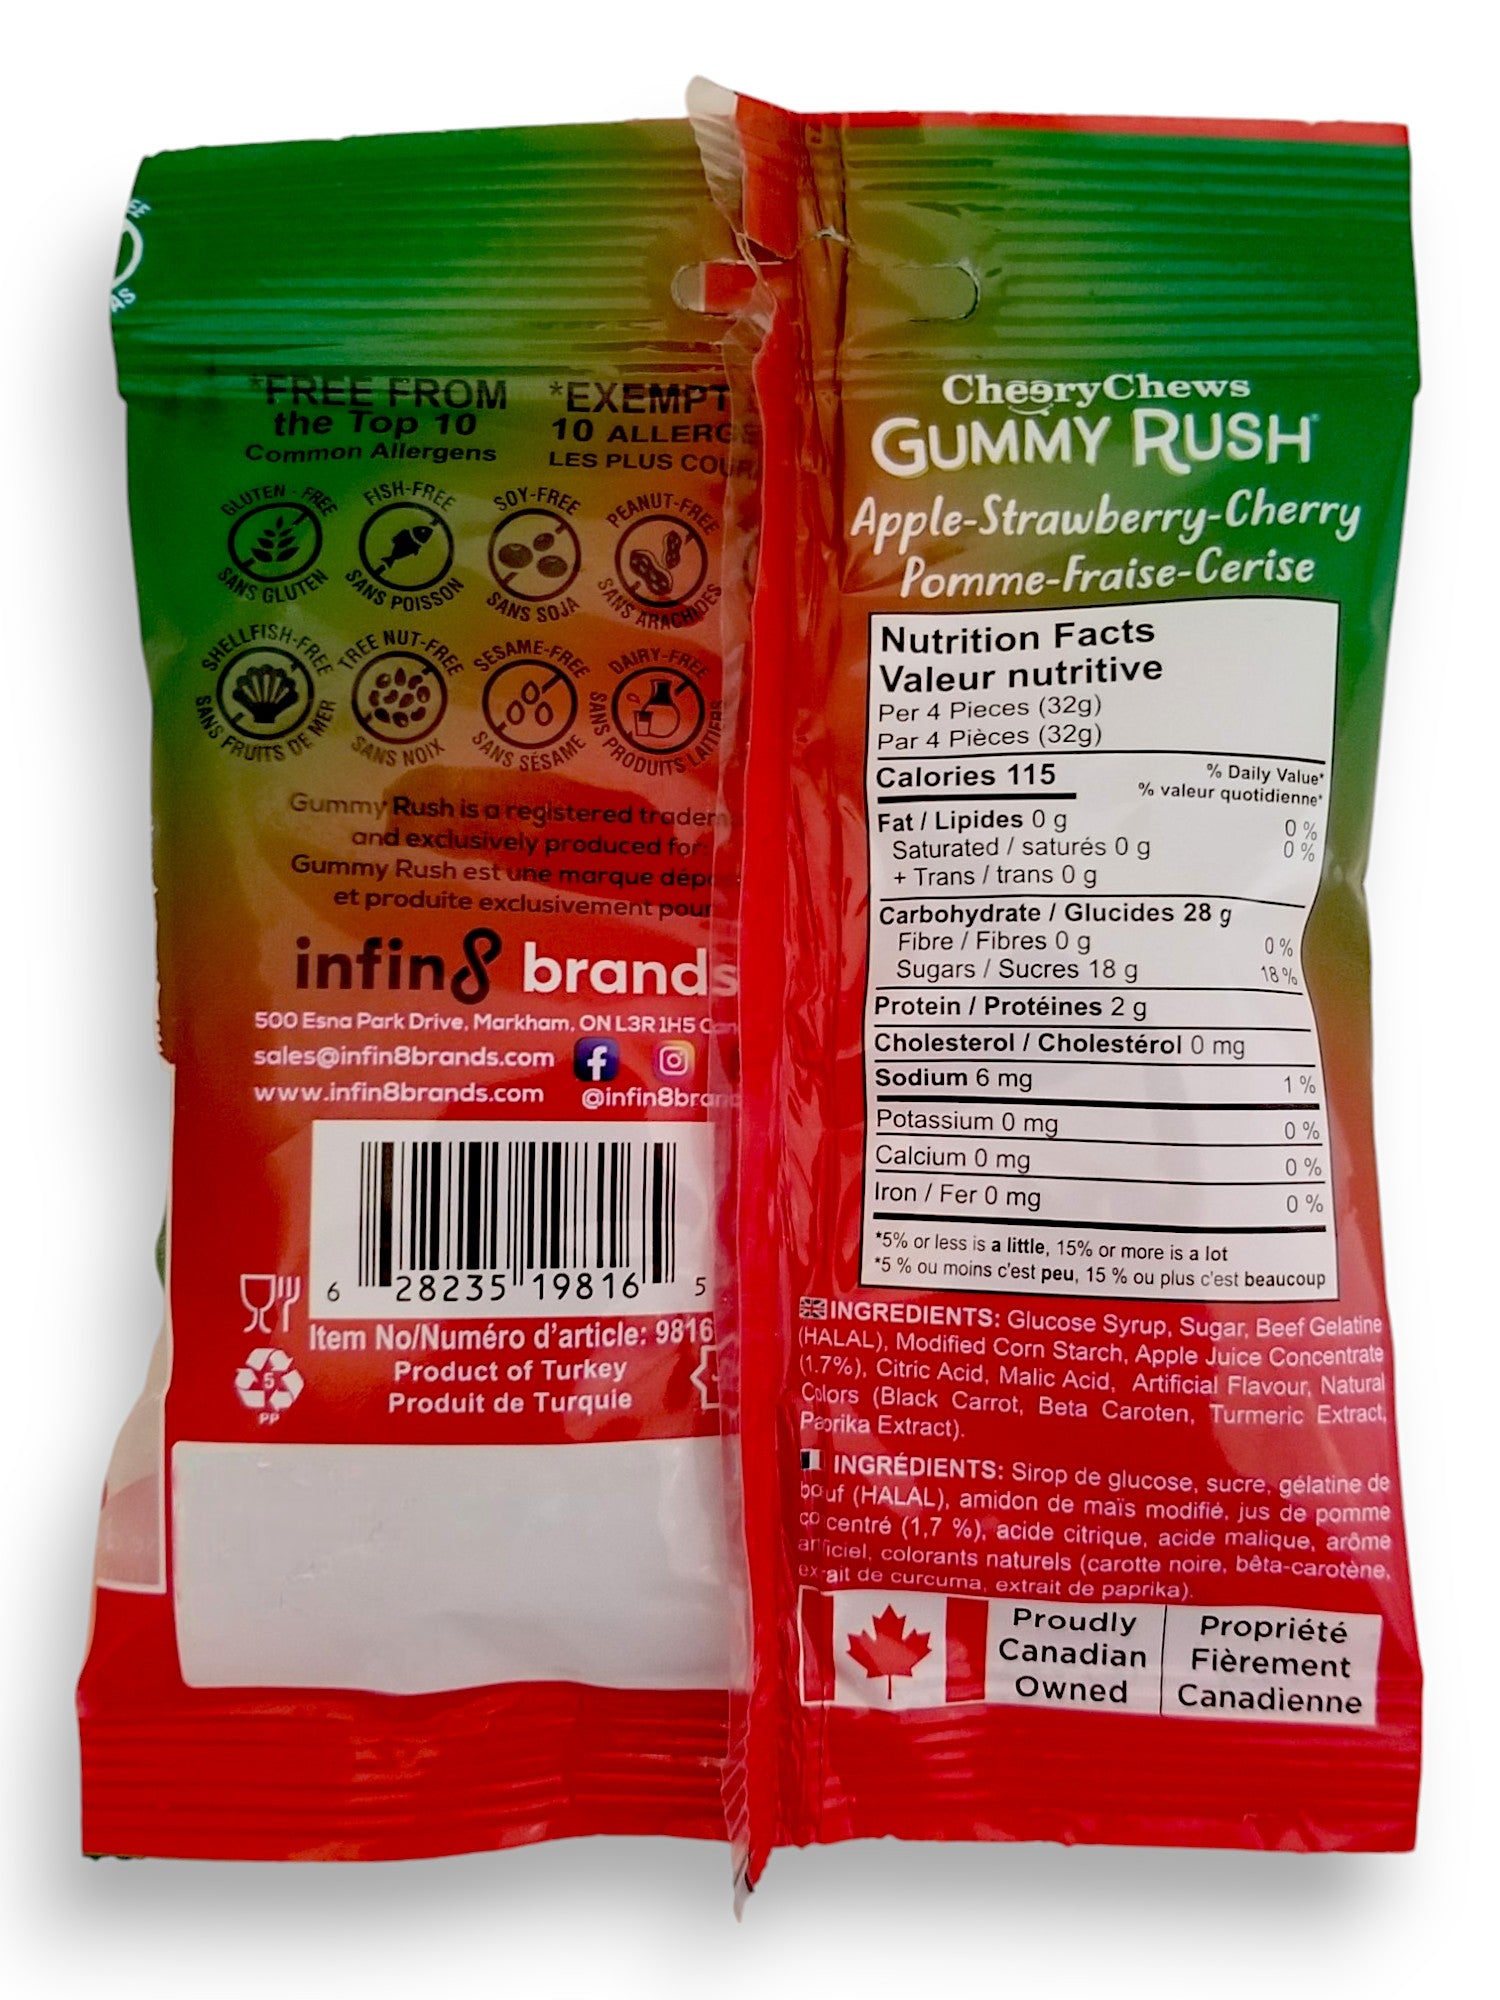 *FREE FROM
the Top 10
Common Allergens
*EXEMPT
10
LES PLUS
GLUTEN-FREE
SANS GLUTEN
FISH-FREE
SANS POISSON
SOY-FREE
SANS SOJA
PEANUT-FREE
SANS ARACHIDES
SHELLFISH-FREE
SANS FRUITS DE MER
TREE NUT-FREE
SANS NOIX
SESAME-FREE
SANS SÉSAME
DAIRY-FREE
SANS PRODUITS LAITIERS
Gummy Rush is a registered
and exclusively produced for:
Gummy Rush est une marque
et produite exclusivement pour
infin8 brands
500 Esna Park Drive, Markham, ON L3R 1H5
sales@infin8brands.com
www.infin8brands.com
6 28235 19816 5
Item No/Numéro d'article: 9816
Product of Turkey
Produit de Turquie
5
PP
CheeryChews
GUMMY RUSH
Apple-Strawberry-Cherry
Pomme-Fraise-Cerise
Nutrition Facts
Valeur nutritive
Per 4 Pieces (32g)
Par 4 Pièces (32g)
Calories 115
% Daily Value*
% valeur quotidienne*
Fat / Lipides 0 g 0 %
Saturated / saturés 0 g 0 %
+ Trans / trans 0 g
Carbohydrate / Glucides 28 g
Fibre / Fibres 0 g 0 %
Sugars / Sucres 18 g 18 %
Protein / Protéines 2 g
Cholesterol / Cholestérol 0 mg
Sodium 6 mg 1 %
Potassium 0 mg 0 %
Calcium 0 mg 0 %
Iron / Fer 0 mg 0 %
*5% or less is a little, 15% or more is a lot
*5 % ou moins c'est peu, 15 % ou plus c'est beaucoup
INGREDIENTS: Glucose Syrup, Sugar, Beef Gelatine
(HALAL), Modified Corn Starch, Apple Juice Concentrate
(1.7%), Citric Acid, Malic Acid, Artificial Flavour, Natural
Colors (Black Carrot, Beta Caroten, Turmeric Extract,
Paprika Extract).
INGRÉDIENTS: Sirop de glucose, sucre, gélatine de
bœuf (HALAL), amidon de maïs modifié, jus de pomme
concentré (1,7 %), acide citrique, acide malique, arôme
artificiel, colorants naturels (carotte noire, bêta-carotène,
extrait de curcuma, extrait de paprika).
Proudly
Canadian
Owned
Propriété
Fièrement
Canadienne